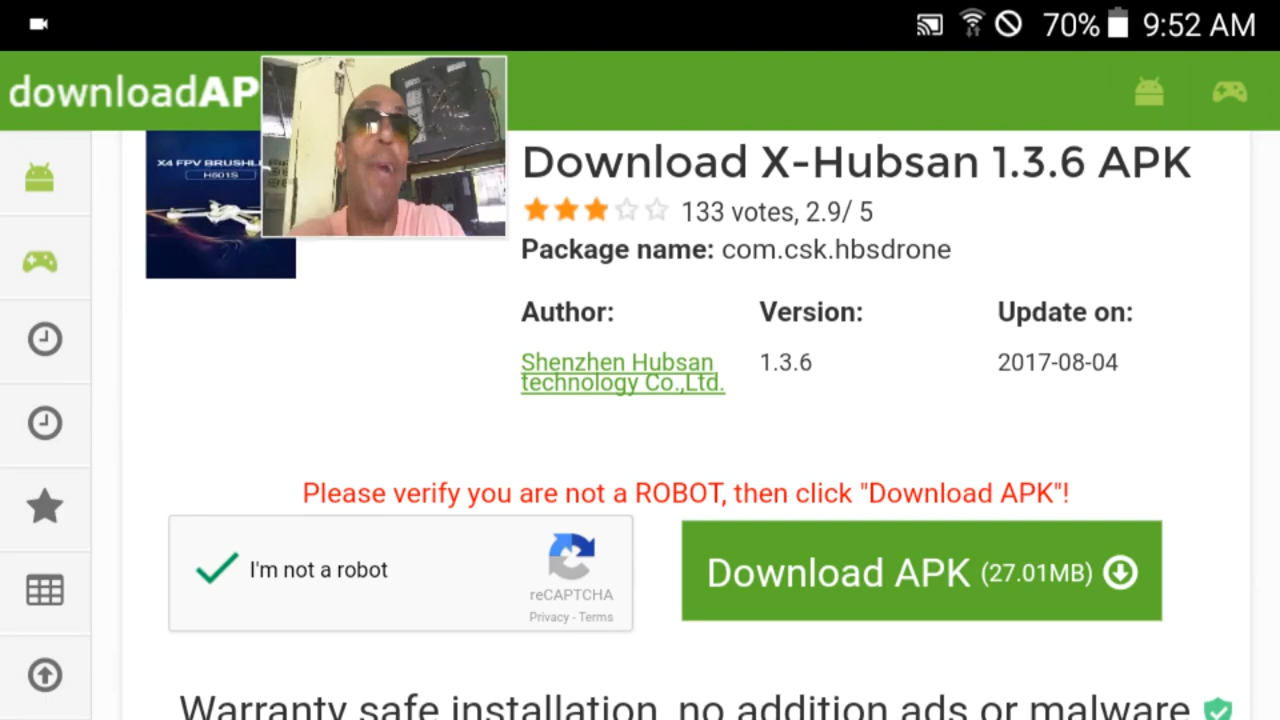 70% 9:52 AM
downloadAP
X4 FPV BRUSHL
H501S
Download X-Hubsan 1.3.6 APK
133 votes, 2.9/ 5
Package name: com.csk.hbsdrone
Author: Version: Update on:
Shenzhen Hubsan technology Co.,Ltd. 1.3.6 2017-08-04
Please verify you are not a ROBOT, then click "Download APK"!
I'm not a robot
reCAPTCHA
Privacy - Terms
Download APK (27.01MB)
Warranty safe installation, no addition ads or malware